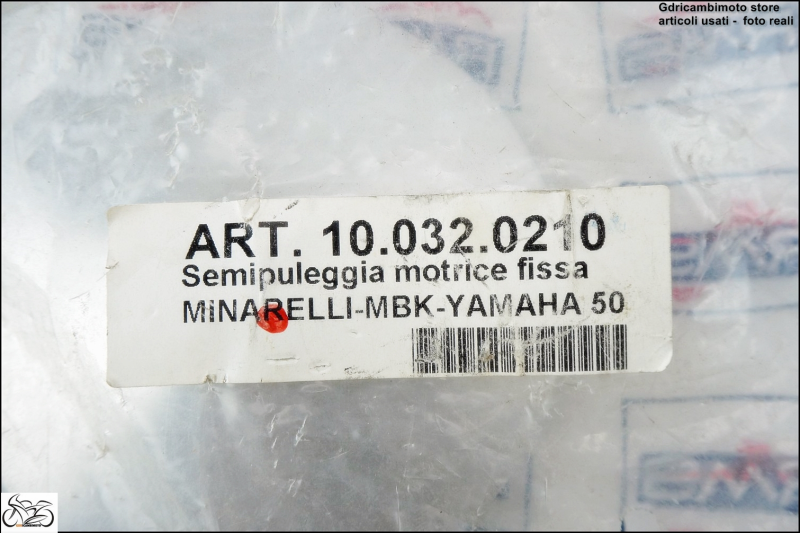 Gdricambimoto store
articoli usati - foto reali
ART. 10.032.0210
Semipuleggia motrice fissa
MINARELLI-MBK-YAMAHA 50